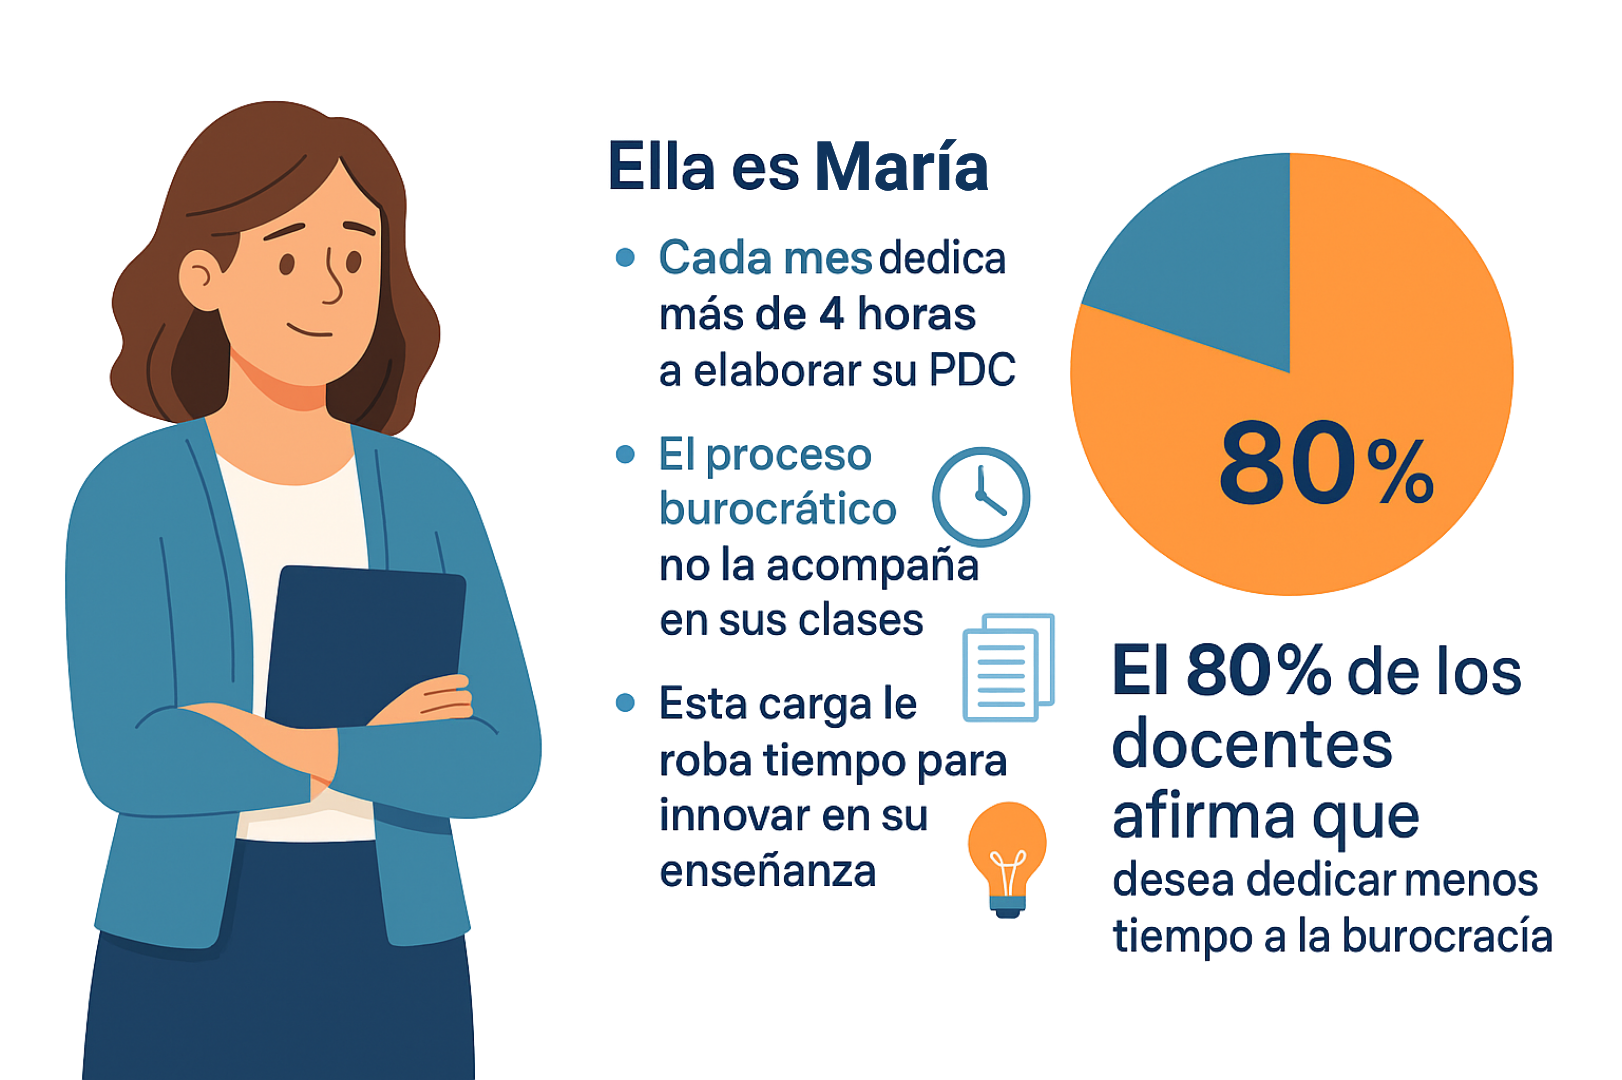 Ella es María
Cada mes dedica
más de 4 horas
a elaborar su PDC
El proceso
burocrático
no la acompaña
en sus clases
Esta carga le
roba tiempo para
innovar en su
enseñanza
80%
El 80% de los
docentes
afirma que
desea dedicar menos
tiempo a la burocracía